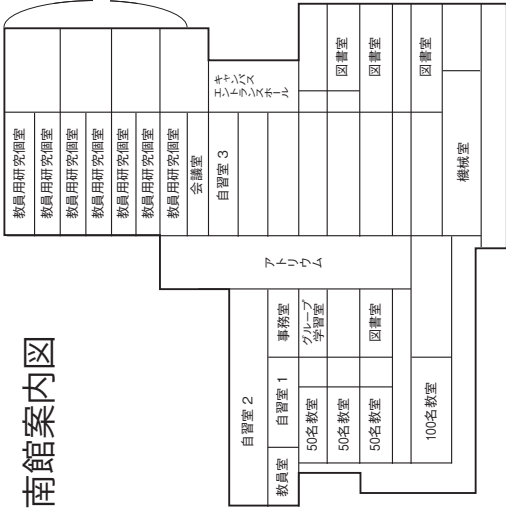 南館案内図
教員用研究個室
教員用研究個室
教員用研究個室
教員用研究個室
教員用研究個室
教員用研究個室
教員用研究個室
会議室
自習室 3
キャンパス
エントランスホール
図書室
図書室
図書室
機械室
アトリウム
自習室 2
事務室
自習室 1
教員室
グループ
学習室
50名教室
50名教室
図書室
50名教室
100名教室